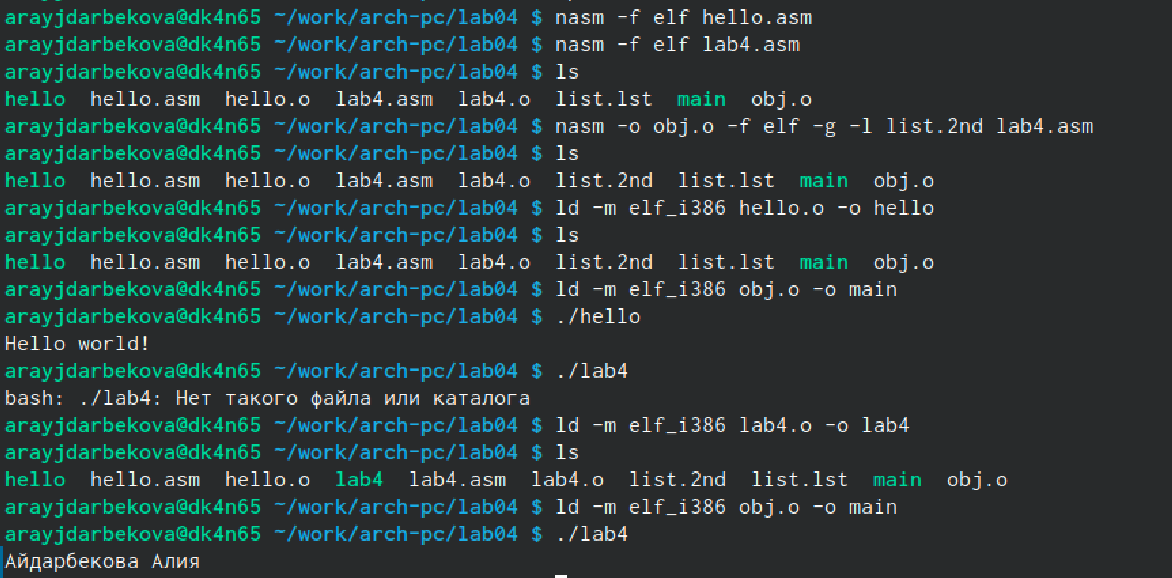 arayjdarbekova@dk4n65 ~/work/arch-pc/lab04 $ nasm -f elf hello.asm
arayjdarbekova@dk4n65 ~/work/arch-pc/lab04 $ nasm -f elf lab4.asm
arayjdarbekova@dk4n65 ~/work/arch-pc/lab04 $ ls
hello  hello.asm  hello.o  lab4.asm  lab4.o  list.lst  main  obj.o
arayjdarbekova@dk4n65 ~/work/arch-pc/lab04 $ nasm -o obj.o -f elf -g -l list.2nd lab4.asm
arayjdarbekova@dk4n65 ~/work/arch-pc/lab04 $ ls
hello  hello.asm  hello.o  lab4.asm  lab4.o  list.2nd  list.lst  main  obj.o
arayjdarbekova@dk4n65 ~/work/arch-pc/lab04 $ ld -m elf_i386 hello.o -o hello
arayjdarbekova@dk4n65 ~/work/arch-pc/lab04 $ ls
hello  hello.asm  hello.o  lab4.asm  lab4.o  list.2nd  list.lst  main  obj.o
arayjdarbekova@dk4n65 ~/work/arch-pc/lab04 $ ld -m elf_i386 obj.o -o main
arayjdarbekova@dk4n65 ~/work/arch-pc/lab04 $ ./hello
Hello world!
arayjdarbekova@dk4n65 ~/work/arch-pc/lab04 $ ./lab4
bash: ./lab4: Нет такого файла или каталога
arayjdarbekova@dk4n65 ~/work/arch-pc/lab04 $ ld -m elf_i386 lab4.o -o lab4
arayjdarbekova@dk4n65 ~/work/arch-pc/lab04 $ ls
hello  hello.asm  hello.o  lab4  lab4.asm  lab4.o  list.2nd  list.lst  main  obj.o
arayjdarbekova@dk4n65 ~/work/arch-pc/lab04 $ ld -m elf_i386 obj.o -o main
arayjdarbekova@dk4n65 ~/work/arch-pc/lab04 $ ./lab4
Айдарбекова Алия